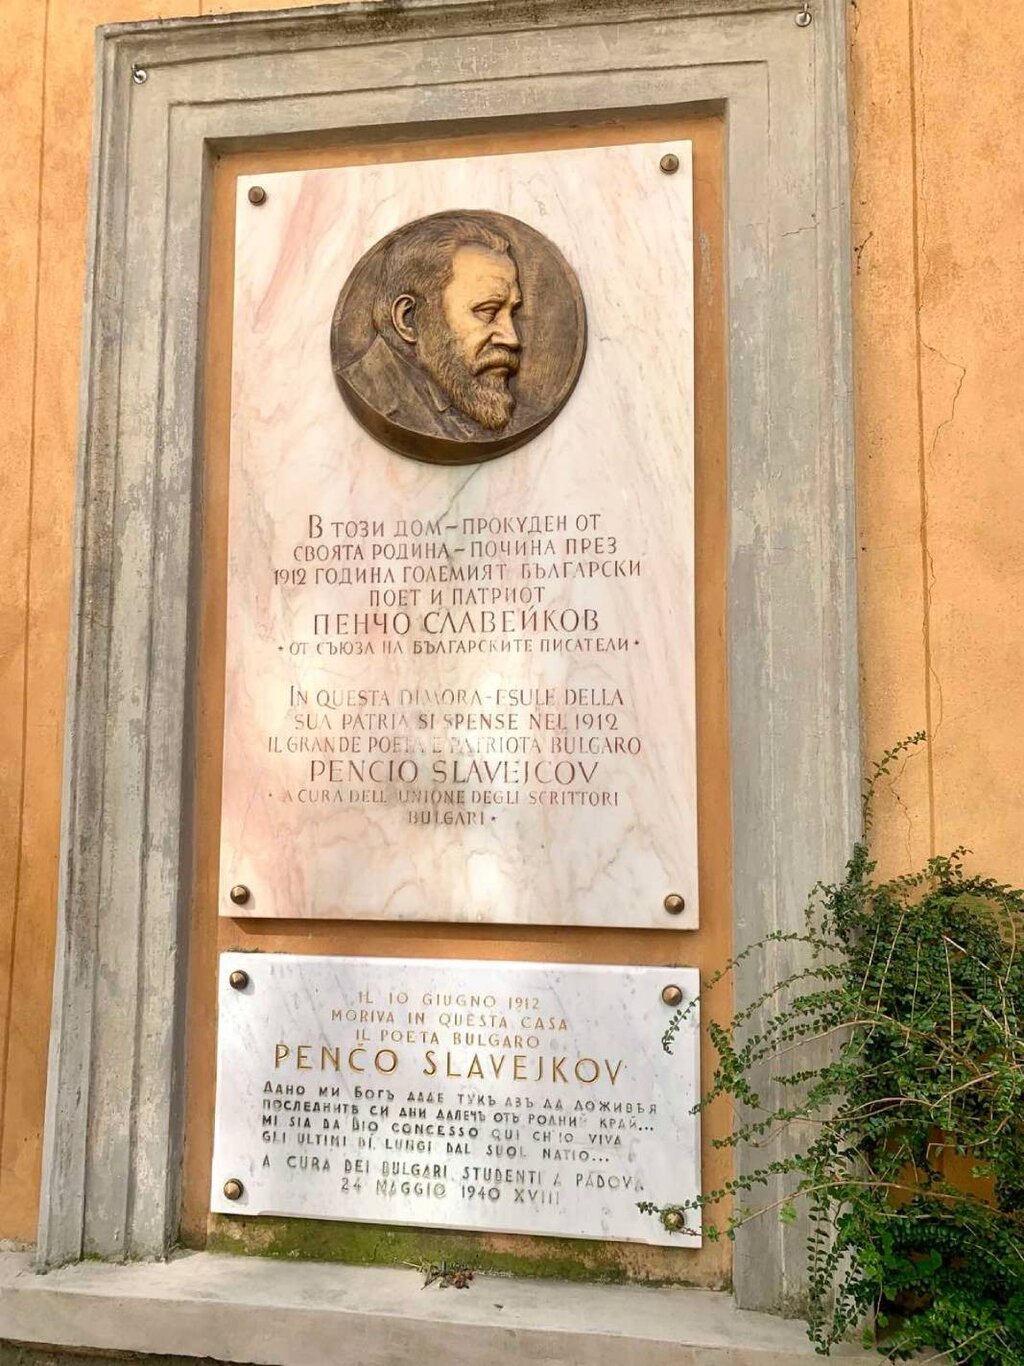 В ТОЗИ ДОМ – ПРОКУДЕН ОТ
СВОЯТА РОДИНА – ПОЧИНА ПРЕЗ
1912 ГОДИНА ГОЛЕМИЯТ БЪЛГАРСКИ
ПОЕТ И ПАТРИОТ
ПЕНЧО СЛАВЕЙКОВ
• ОТ СЪЮЗА НА БЪЛГАРСКИТЕ ПИСАТЕЛИ •
IN QUESTA DIMORA – ESULE DELLA
SUA PATRIA SI SPENSE NEL 1912
IL GRANDE POETA E PATRIOTA BULGARO
PENCIO SLAVEJCOV
• A CURA DELL'UNIONE DEGLI SCRITTORI
BULGARI •
IL 10 GIUGNO 1912
MORIVA IN QUESTA CASA
IL POETA BULGARO
PENČO SLAVEJKOV
ДАНО МИ БОГЪ ДАДЕ ТУКЪ АЗЪ ДА ДОЖИВѢЯ
ПОСЛЕДНИТѢ СИ ДНИ ДАЛЕЧЪ ОТЪ РОДНИЙ КРАЙ...
MI SIA DA DIO CONCESSO QUI CH'IO VIVA
GLI ULTIMI DI LUNGI DAL SUOL NATIO...
A CURA DEI BULGARI STUDENTI A PADOVA
24 MAGGIO 1940 XVIII